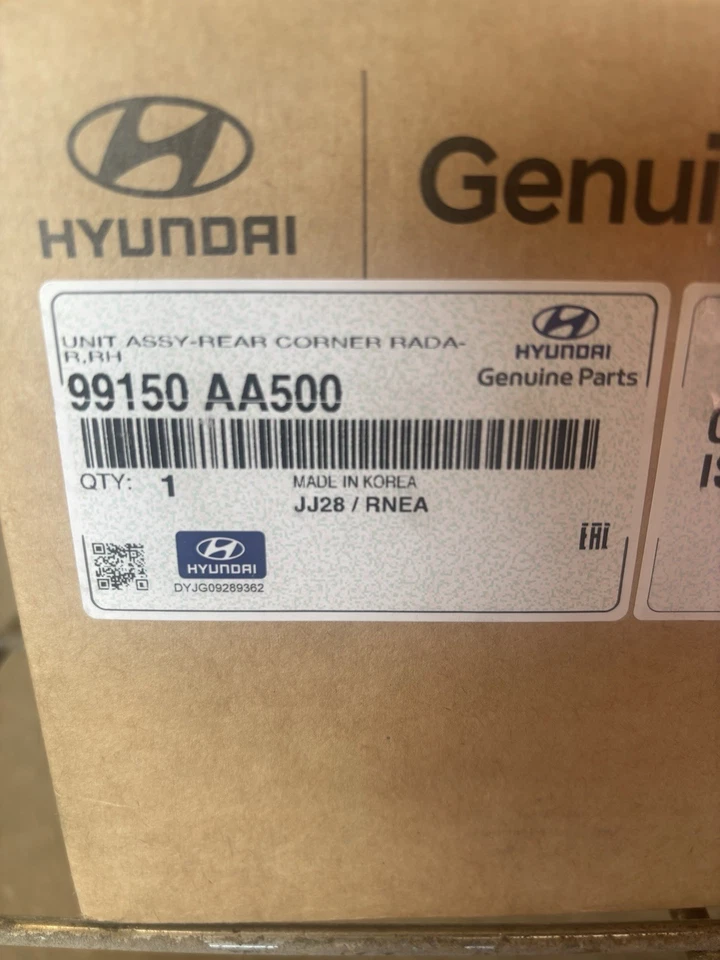 HYUNDAI
Genui
UNIT ASSY-REAR CORNER RADA-
R,RH
HYUNDAI
Genuine Parts
99150 AA500
QTY: 1
MADE IN KOREA
JJ28 / RNEA
HYUNDAI
DYJG09289362
EAC